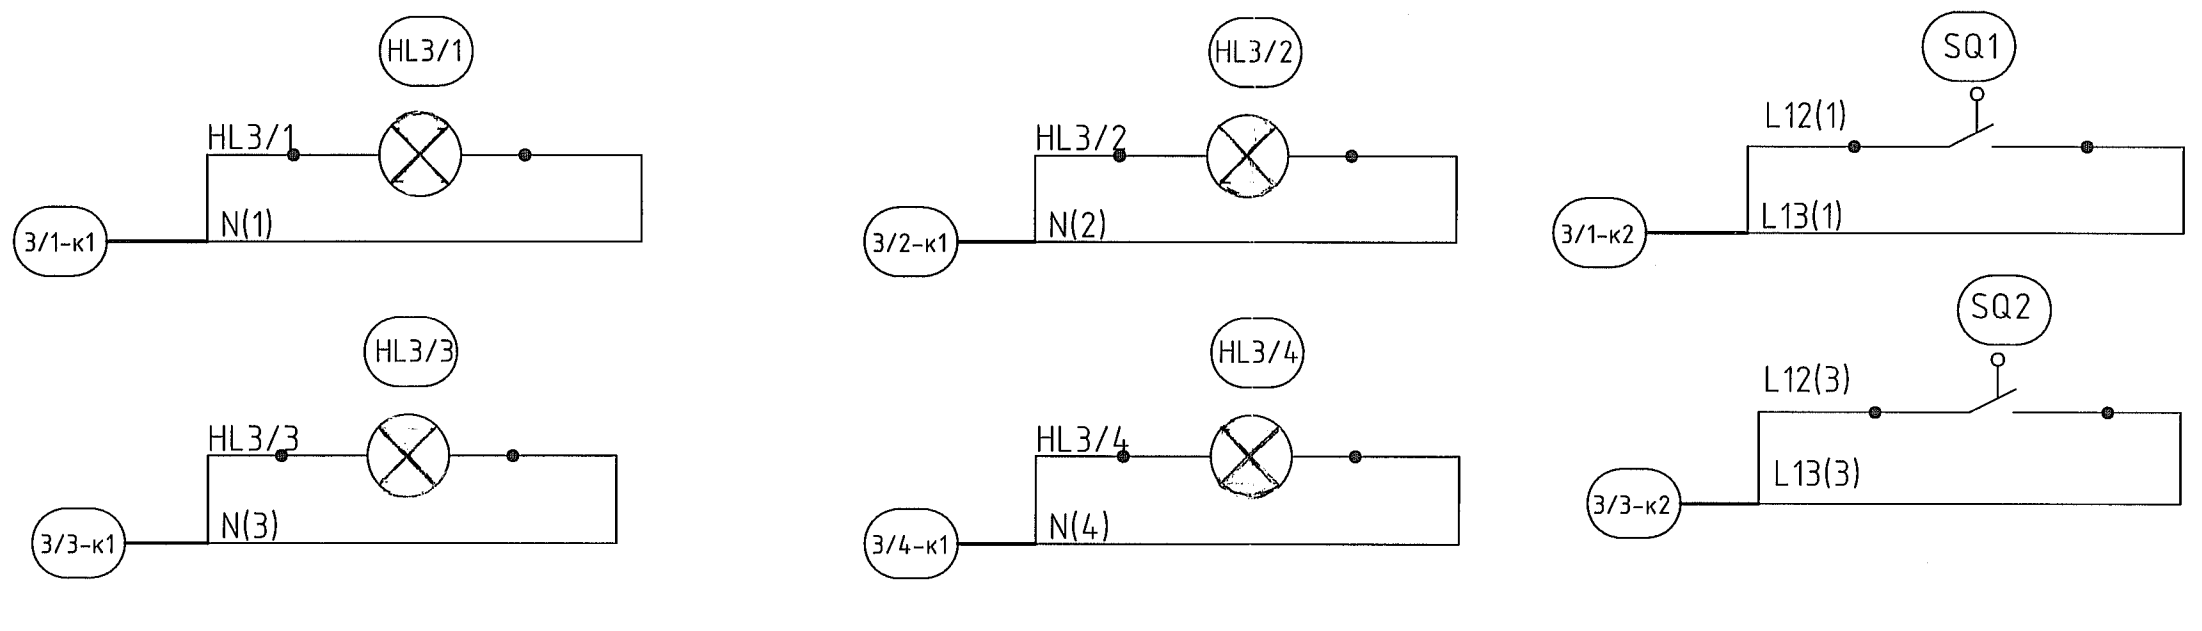 HL3/1
HL3/1
N(1)
3/1-к1
HL3/2
HL3/2
N(2)
3/2-к1
SQ1
L12(1)
L13(1)
3/1-к2
HL3/3
HL3/3
N(3)
3/3-к1
HL3/4
HL3/4
N(4)
3/4-к1
SQ2
L12(3)
L13(3)
3/3-к2